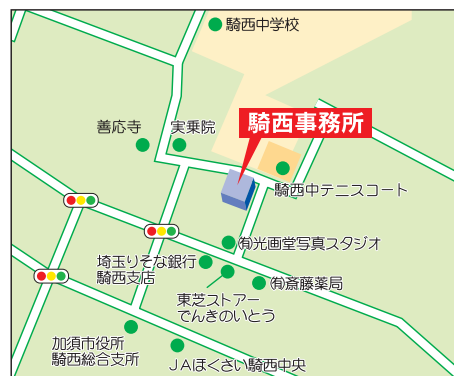 騎西中学校
善応寺
実乗院
騎西事務所
騎西中テニスコート
㈲光画堂写真スタジオ
埼玉りそな銀行
騎西支店
㈲斎藤薬局
東芝ストアー
でんきのいとう
加須市役所
騎西総合支所
JAほくさい騎西中央